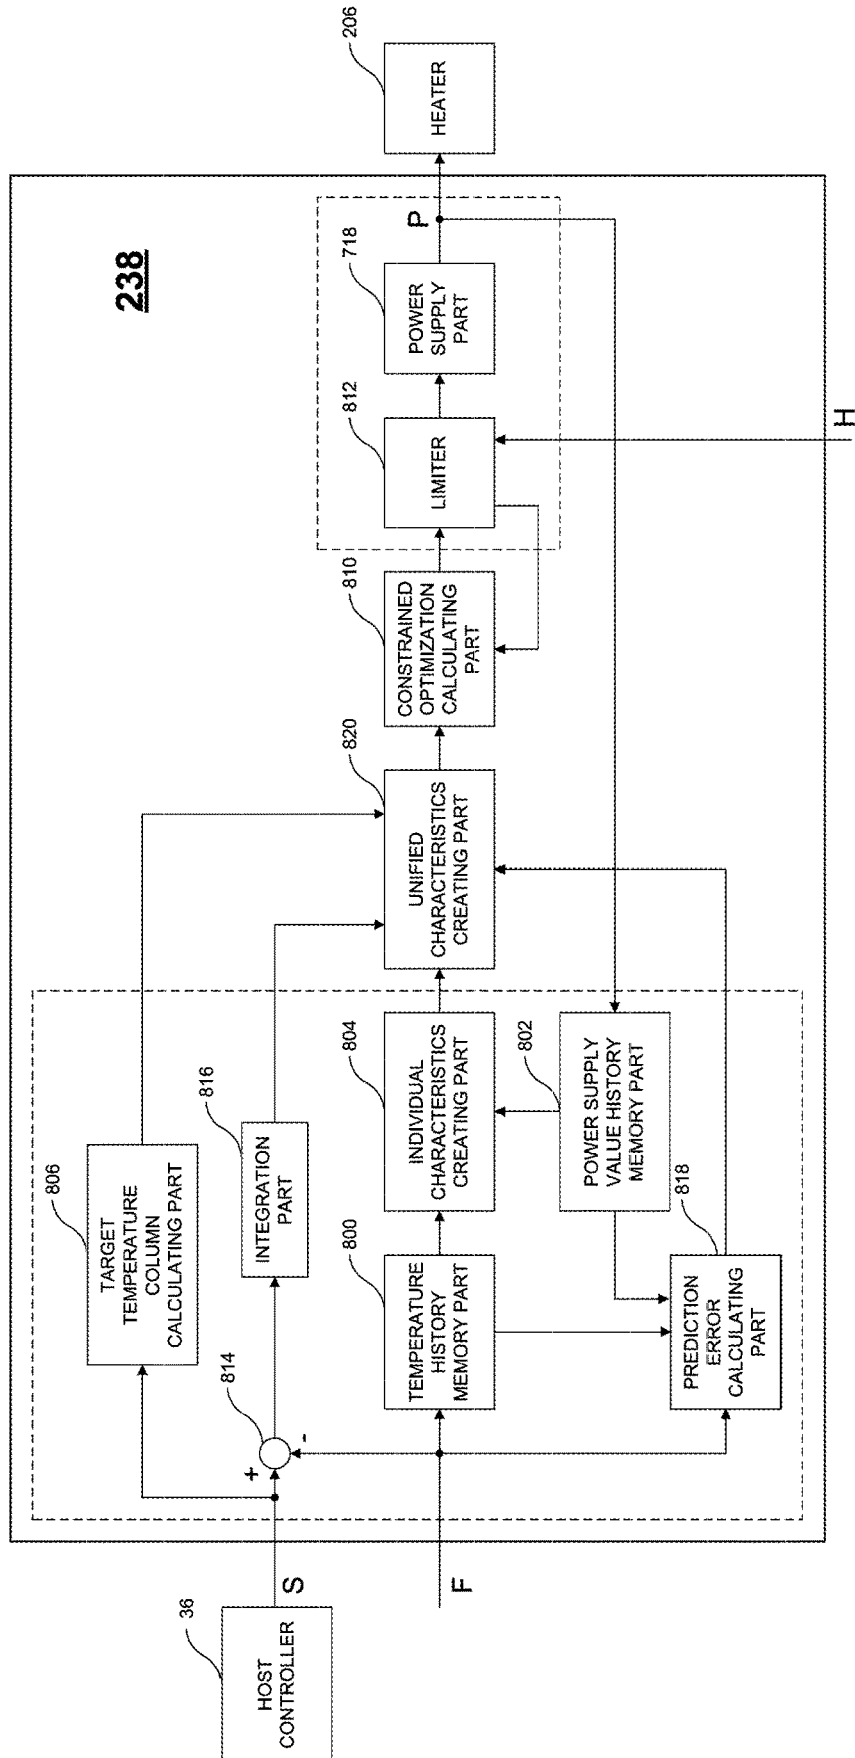 238
36
HOST
CONTROLLER
S
F
814
+
-
806
TARGET
TEMPERATURE
COLUMN
CALCULATING PART
816
INTEGRATION
PART
800
TEMPERATURE
HISTORY
MEMORY PART
804
INDIVIDUAL
CHARACTERISTICS
CREATING PART
802
POWER SUPPLY
VALUE HISTORY
MEMORY PART
818
PREDICTION
ERROR
CALCULATING
PART
820
UNIFIED
CHARACTERISTICS
CREATING PART
810
CONSTRAINED
OPTIMIZATION
CALCULATING
PART
812
LIMITER
718
POWER
SUPPLY
PART
P
H
206
HEATER